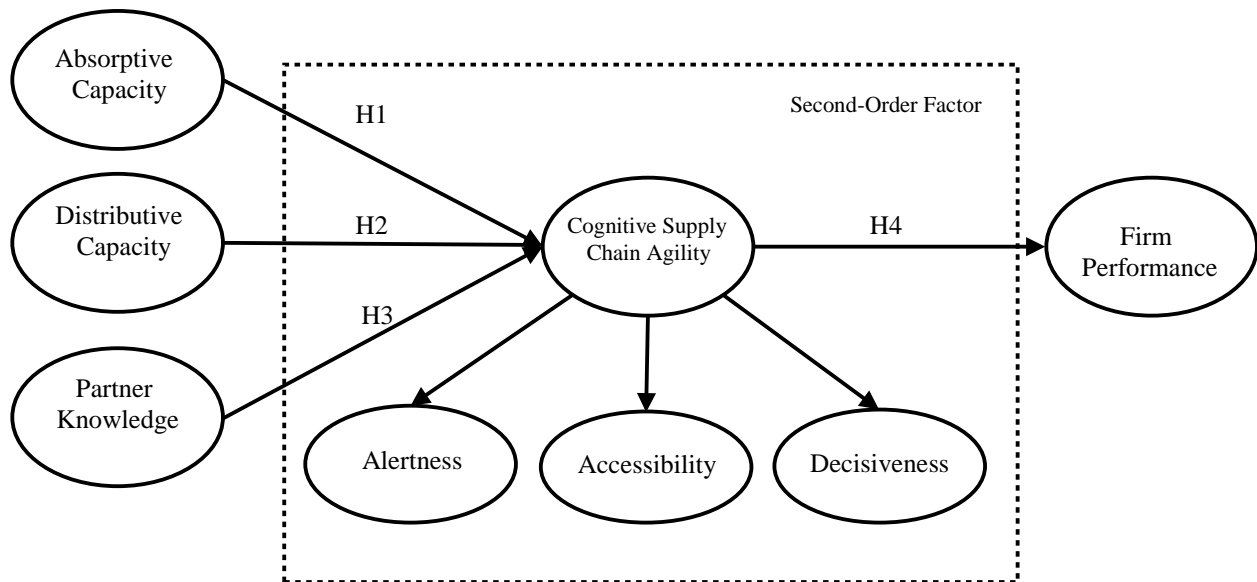 Absorptive
Capacity
H1
Second-Order Factor
Distributive
Capacity
H2
Cognitive Supply
Chain Agility
H4
Firm
Performance
H3
Partner
Knowledge
Alertness
Accessibility
Decisiveness